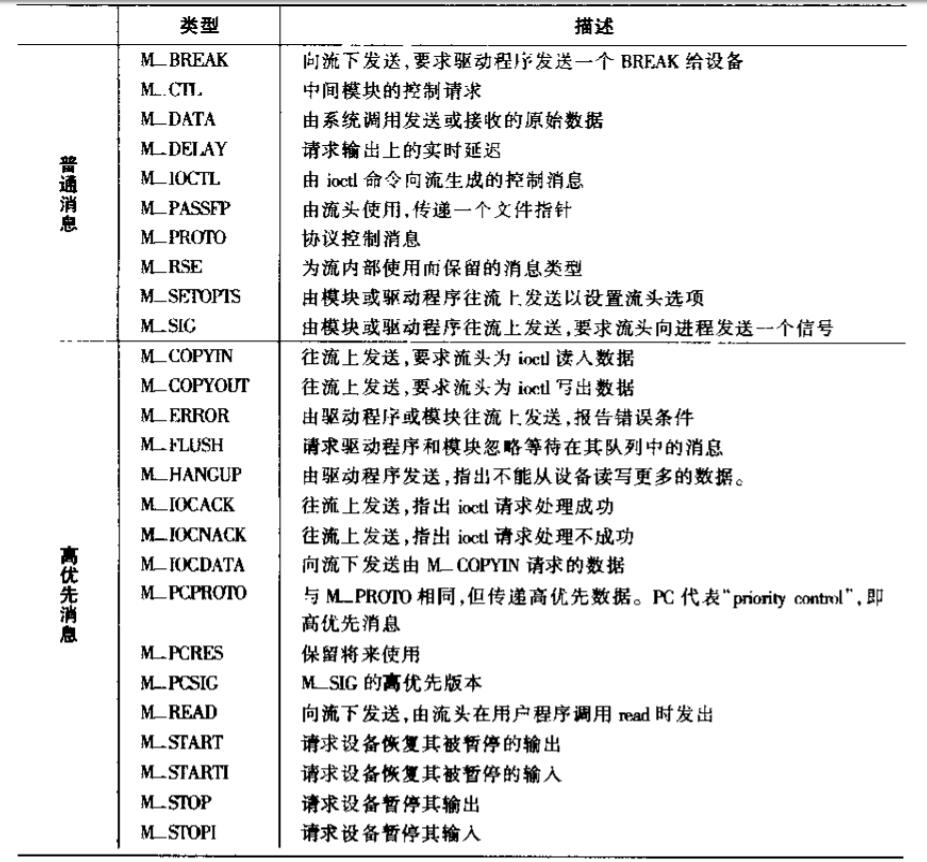 类型 描述
普通消息
M_BREAK 向流下发送,要求驱动程序发送一个 BREAK 给设备
M_CTL 中间模块的控制请求
M_DATA 由系统调用发送或接收的原始数据
M_DELAY 请求输出上的实时延迟
M_IOCTL 由 ioctl 命令向流生成的控制消息
M_PASSFP 由流头使用,传递一个文件指针
M_PROTO 协议控制消息
M_RSE 为流内部使用而保留的消息类型
M_SETOPTS 由模块或驱动程序往流上发送以设置流头选项
M_SIG 由模块或驱动程序往流上发送,要求流头向进程发送一个信号
高优先消息
M_COPYIN 往流上发送,要求流头为 ioctl 读入数据
M_COPYOUT 往流上发送,要求流头为 ioctl 写出数据
M_ERROR 由驱动程序或模块往流上发送,报告错误条件
M_FLUSH 请求驱动程序和模块忽略等待在其队列中的消息
M_HANGUP 由驱动程序发送,指出不能从设备读写更多的数据。
M_IOCACK 往流上发送,指出 ioctl 请求处理成功
M_IOCNACK 往流上发送,指出 ioctl 请求处理不成功
M_IOCDATA 向流下发送由 M_COPYIN 请求的数据
M_PCPROTO 与 M_PROTO 相同,但传递高优先数据。PC 代表“priority control”,即
高优先消息
M_PCRES 保留将来使用
M_PCSIG M_SIG 的高优先版本
M_READ 向流下发送,由流头在用户程序调用 read 时发出
M_START 请求设备恢复其被暂停的输出
M_STARTI 请求设备恢复其被暂停的输入
M_STOP 请求设备暂停其输出
M_STOPI 请求设备暂停其输入